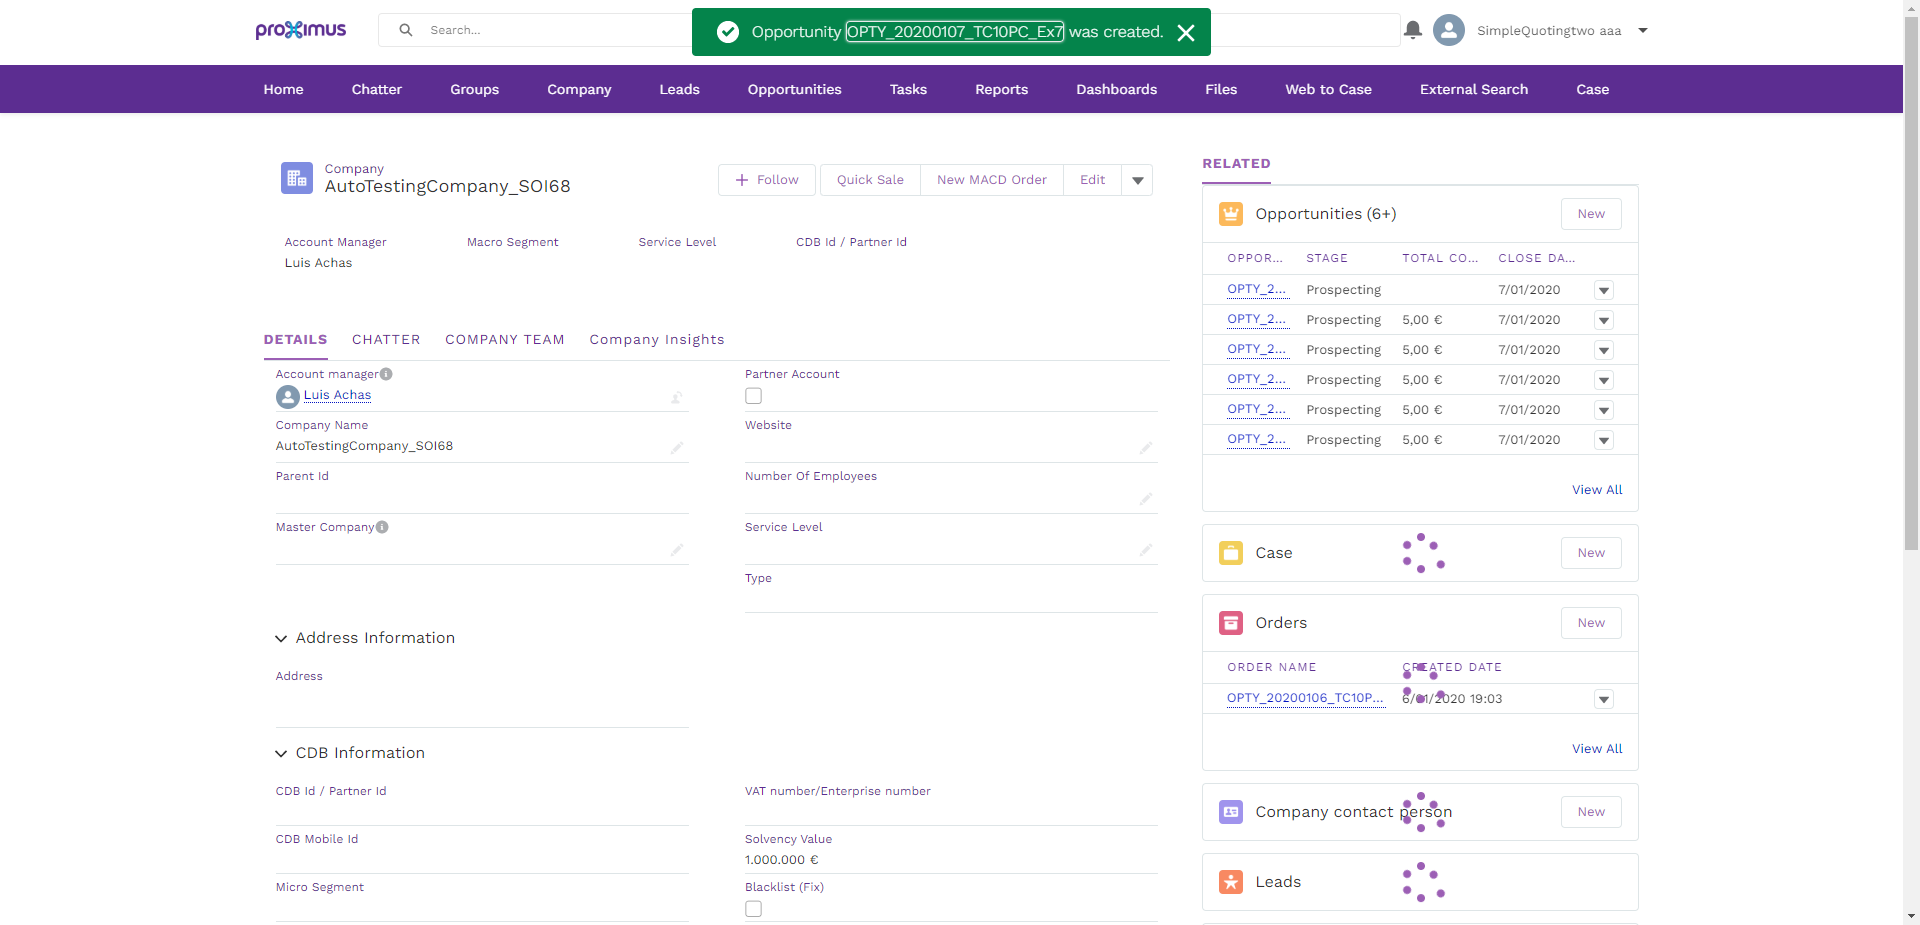 proximus
Search...
Opportunity OPTY_20200107_TC10PC_Ex7 was created.
SimpleQuotingtwo aaa
Home Chatter Groups Company Leads Opportunities Tasks Reports Dashboards Files Web to Case External Search Case
Company
AutoTestingCompany_SOI68
Follow Quick Sale New MACD Order Edit
Account Manager Macro Segment Service Level CDB Id / Partner Id
Luis Achas
DETAILS CHATTER COMPANY TEAM Company Insights
Account manager Partner Account
Luis Achas
Company Name Website
AutoTestingCompany_SOI68
Parent Id Number Of Employees
Master Company Service Level
Type
Address Information
Address
CDB Information
CDB Id / Partner Id VAT number/Enterprise number
CDB Mobile Id Solvency Value
1.000.000 €
Micro Segment Blacklist (Fix)
RELATED
Opportunities (6+) New
OPPOR... STAGE TOTAL CO... CLOSE DA...
OPTY_2... Prospecting 7/01/2020
OPTY_2... Prospecting 5,00 € 7/01/2020
OPTY_2... Prospecting 5,00 € 7/01/2020
OPTY_2... Prospecting 5,00 € 7/01/2020
OPTY_2... Prospecting 5,00 € 7/01/2020
OPTY_2... Prospecting 5,00 € 7/01/2020
View All
Case New
Orders New
ORDER NAME CREATED DATE
OPTY_20200106_TC10P... 6/01/2020 19:03
View All
Company contact person New
Leads